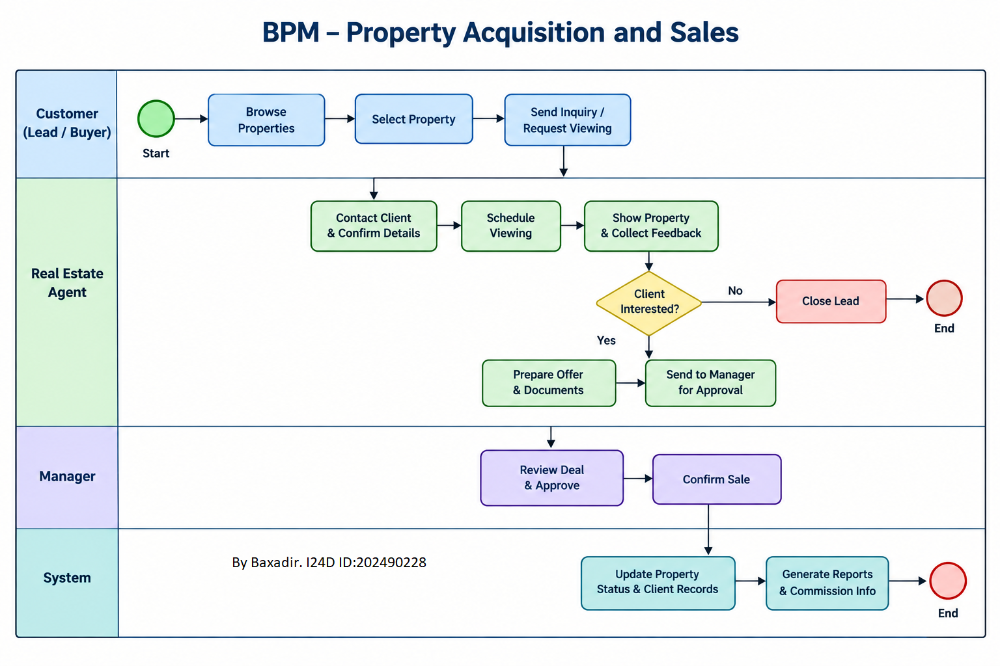 BPM – Property Acquisition and Sales
Customer
(Lead / Buyer)
Start
Browse
Properties
Select Property
Send Inquiry /
Request Viewing
Real Estate
Agent
Contact Client
& Confirm Details
Schedule
Viewing
Show Property
& Collect Feedback
Client
Interested?
No
Close Lead
End
Yes
Prepare Offer
& Documents
Send to Manager
for Approval
Manager
Review Deal
& Approve
Confirm Sale
System
By Baxadir. I24D ID:202490228
Update Property
Status & Client Records
Generate Reports
& Commission Info
End